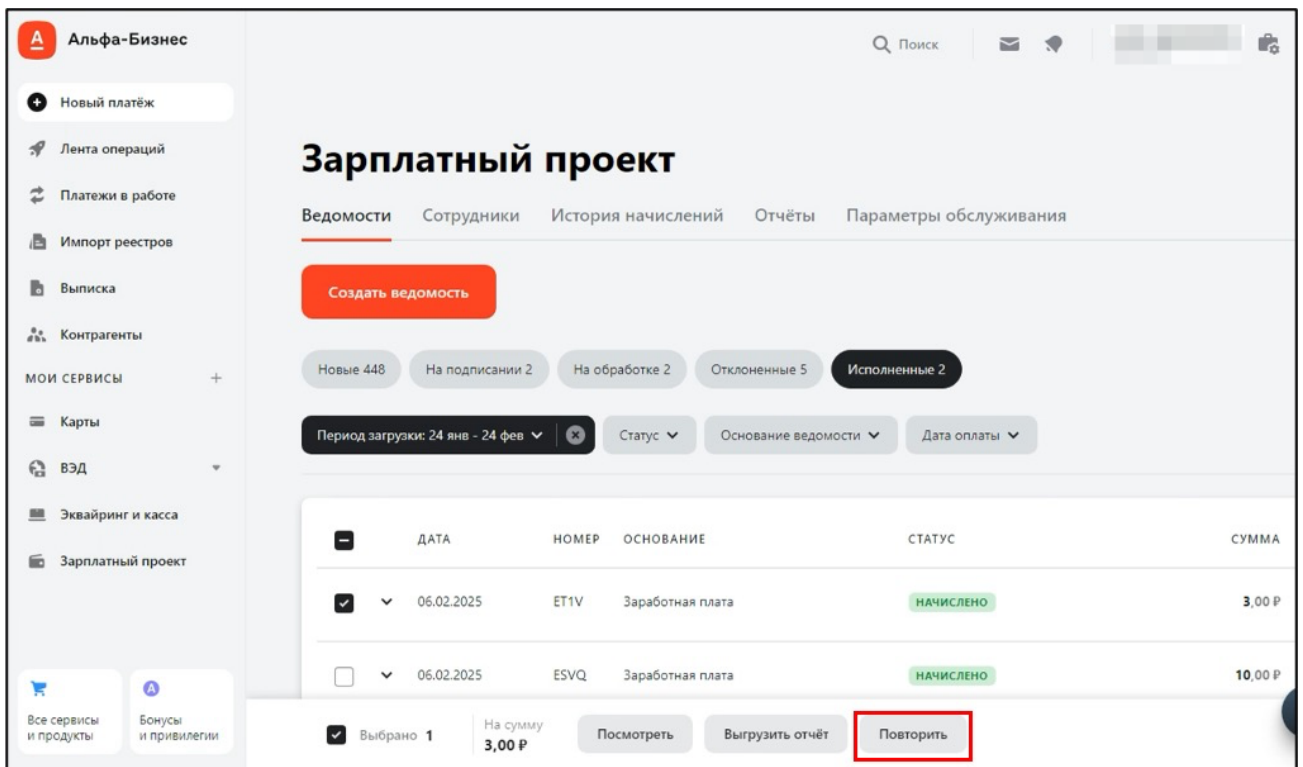 А Альфа-Бизнес
Поиск
Новый платёж
Лента операций
Платежи в работе
Импорт реестров
Выписка
Контрагенты
МОИ СЕРВИСЫ +
Карты
ВЭД
Эквайринг и касса
Зарплатный проект
Все сервисы
и продукты
А
Бонусы
и привилегии
Зарплатный проект
Ведомости Сотрудники История начислений Отчёты Параметры обслуживания
Создать ведомость
Новые 448 На подписании 2 На обработке 2 Отклоненные 5 Исполненные 2
Период загрузки: 24 янв - 24 фев Статус Основание ведомости Дата оплаты
ДАТА НОМЕР ОСНОВАНИЕ СТАТУС СУММА
06.02.2025 ET1V Заработная плата НАЧИСЛЕНО 3,00 ₽
06.02.2025 ESVQ Заработная плата НАЧИСЛЕНО 10,00 ₽
Выбрано 1
На сумму
3,00 ₽
Посмотреть Выгрузить отчёт Повторить